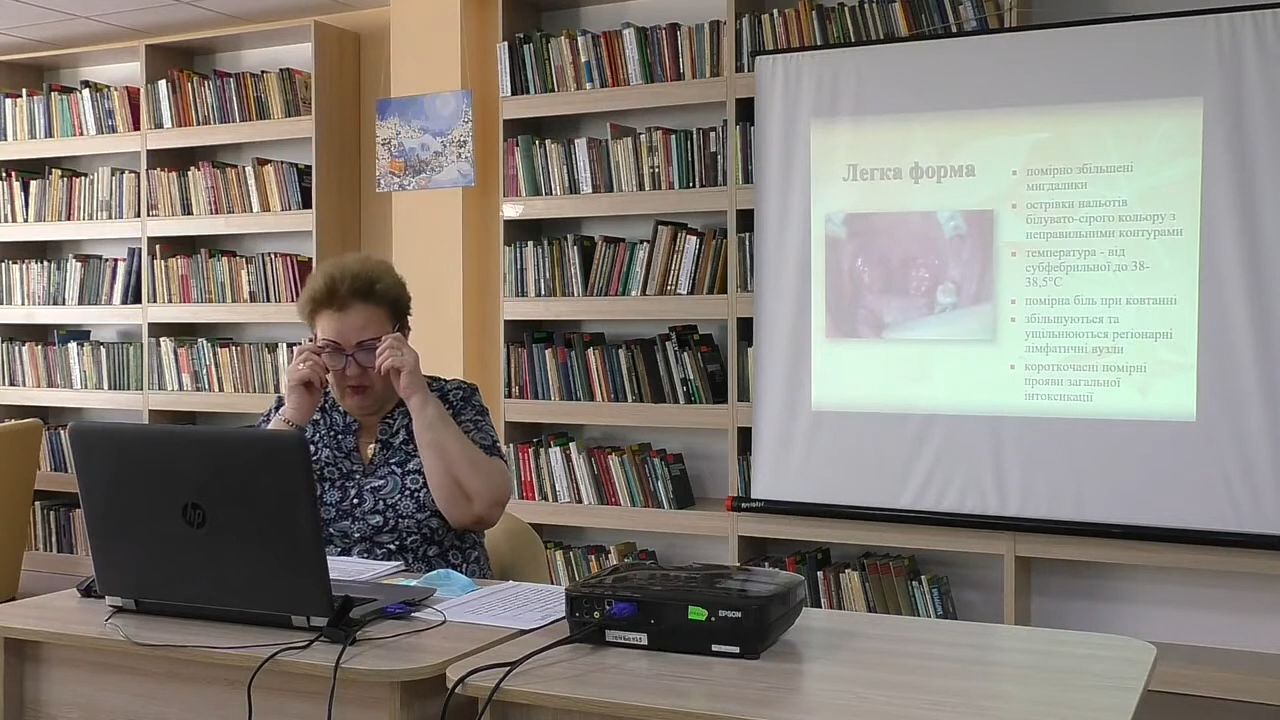 Легка форма
помірно збільшені
мигдалики
острівки нальотів
білувато-сірого кольору з
неправильними контурами
температура - від
субфебрильної до 38-
38,5°C
помірна біль при ковтанні
збільшуються та
ущільнюються регіонарні
лімфатичні вузли
короткочасні помірні
прояви загальної
інтоксикації
hp
EPSON